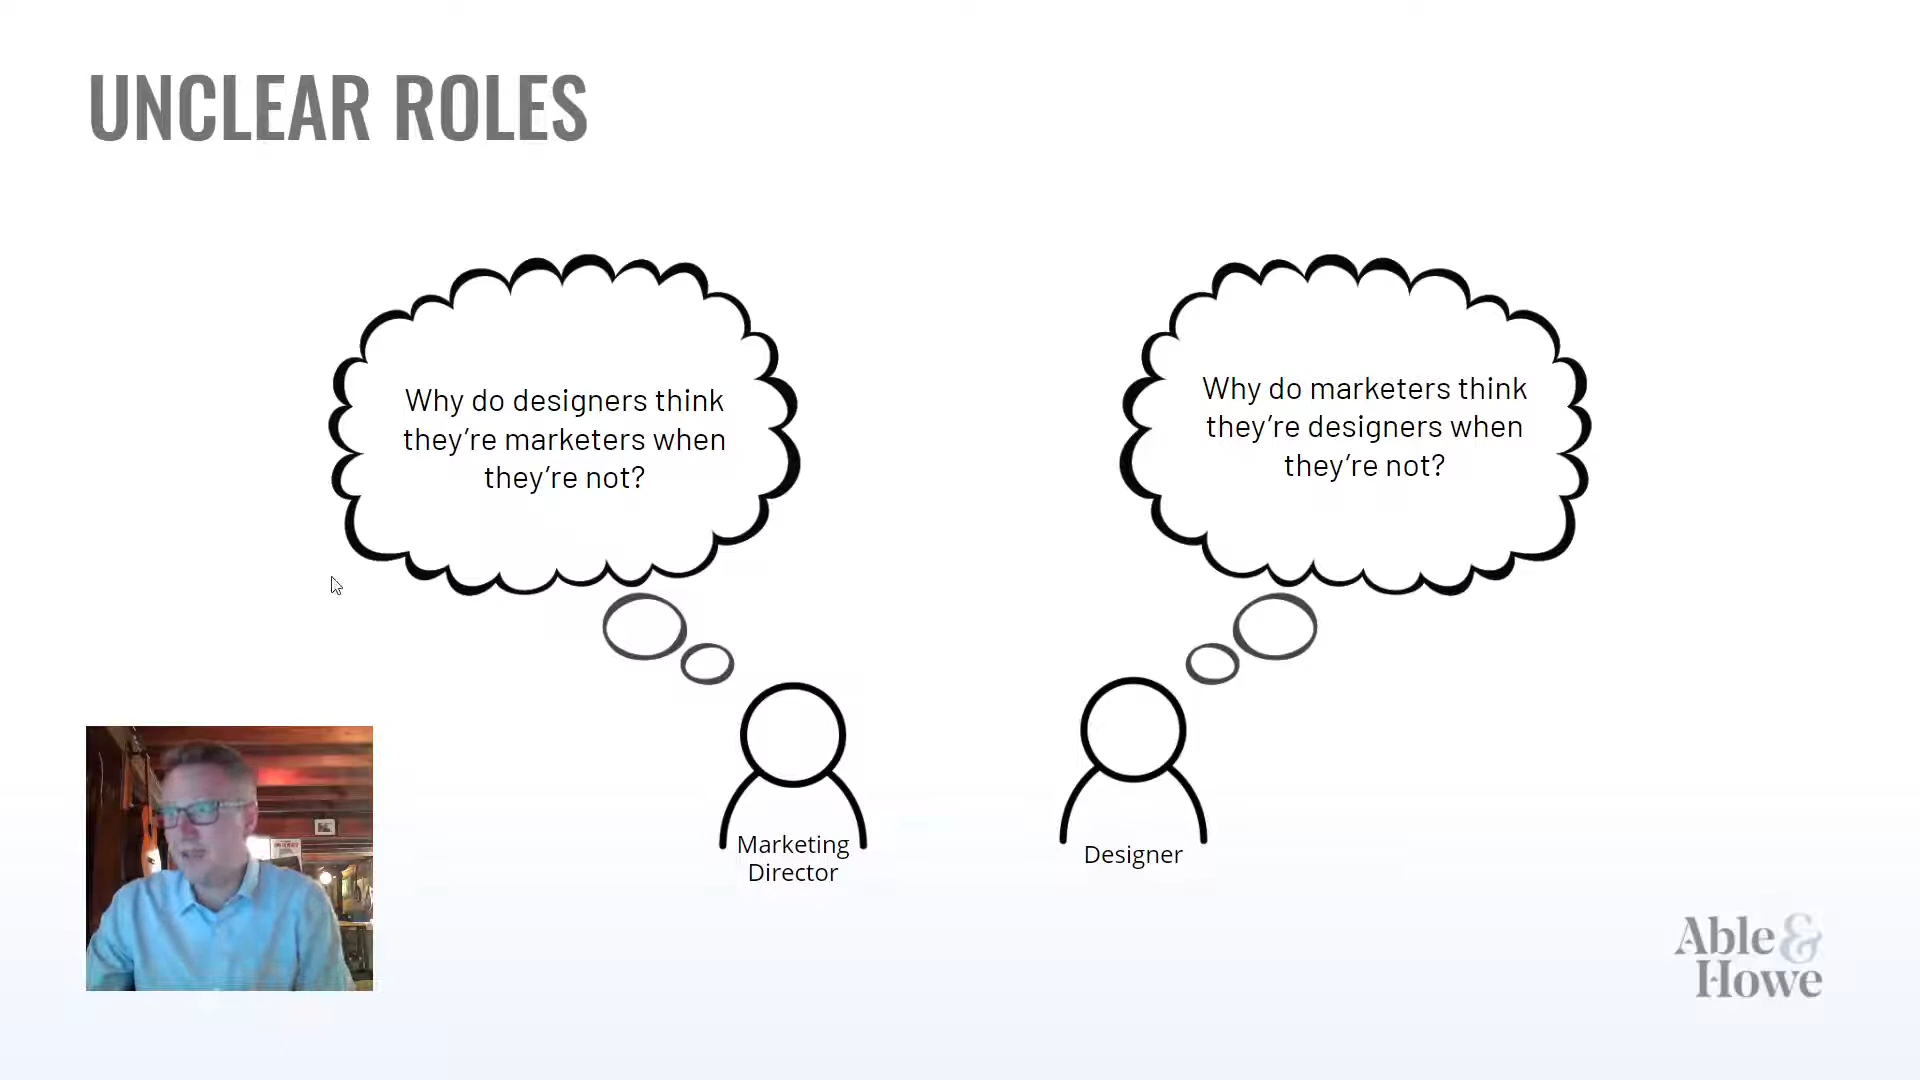 UNCLEAR ROLES
Why do designers think
they’re marketers when
they’re not?
Why do marketers think
they’re designers when
they’re not?
Marketing
Director
Designer
Able &
Howe